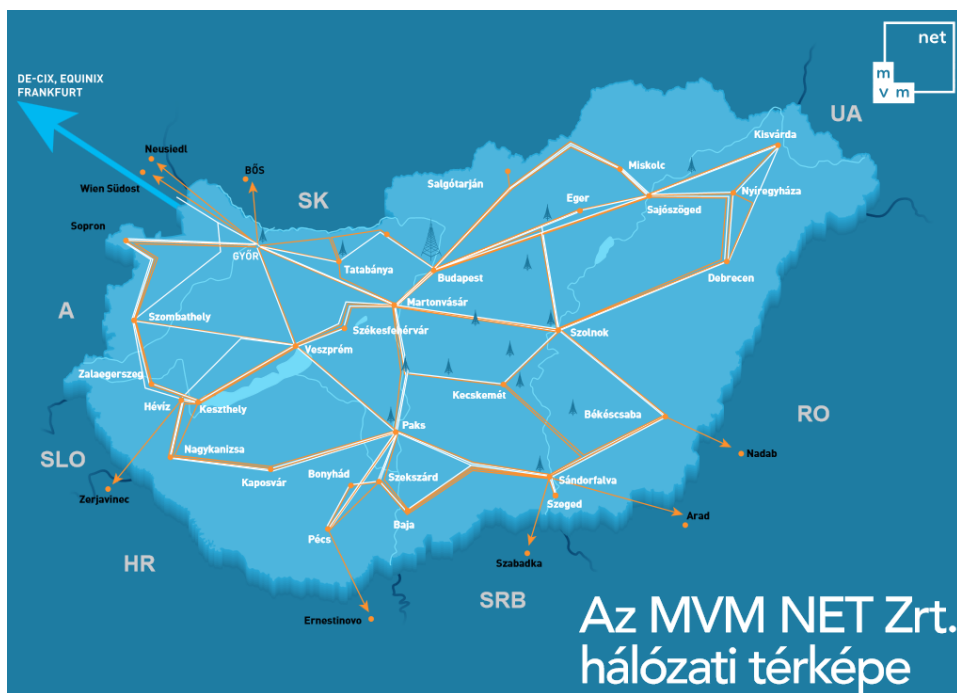 net
m
v m
DE-CIX, EQUINIX
FRANKFURT
UA
Kisvárda
Neusiedl
BŐS
Miskolc
Wien Südost
Salgótarján
Nyíregyháza
SK
Eger
Sajószöged
Sopron
GYŐR
Tatabánya
Budapest
Debrecen
Martonvásár
A
Szombathely
Székesfehérvár
Szolnok
Veszprém
Zalaegerszeg
Kecskemét
Hévíz
Keszthely
Békéscsaba
RO
Paks
Nagykanizsa
Nadab
SLO
Kaposvár
Bonyhád
Szekszárd
Sándorfalva
Zerjavinec
Szeged
Arad
Baja
Pécs
HR
Szabadka
SRB
Ernestinovo
Az MVM NET Zrt.
hálózati térképe